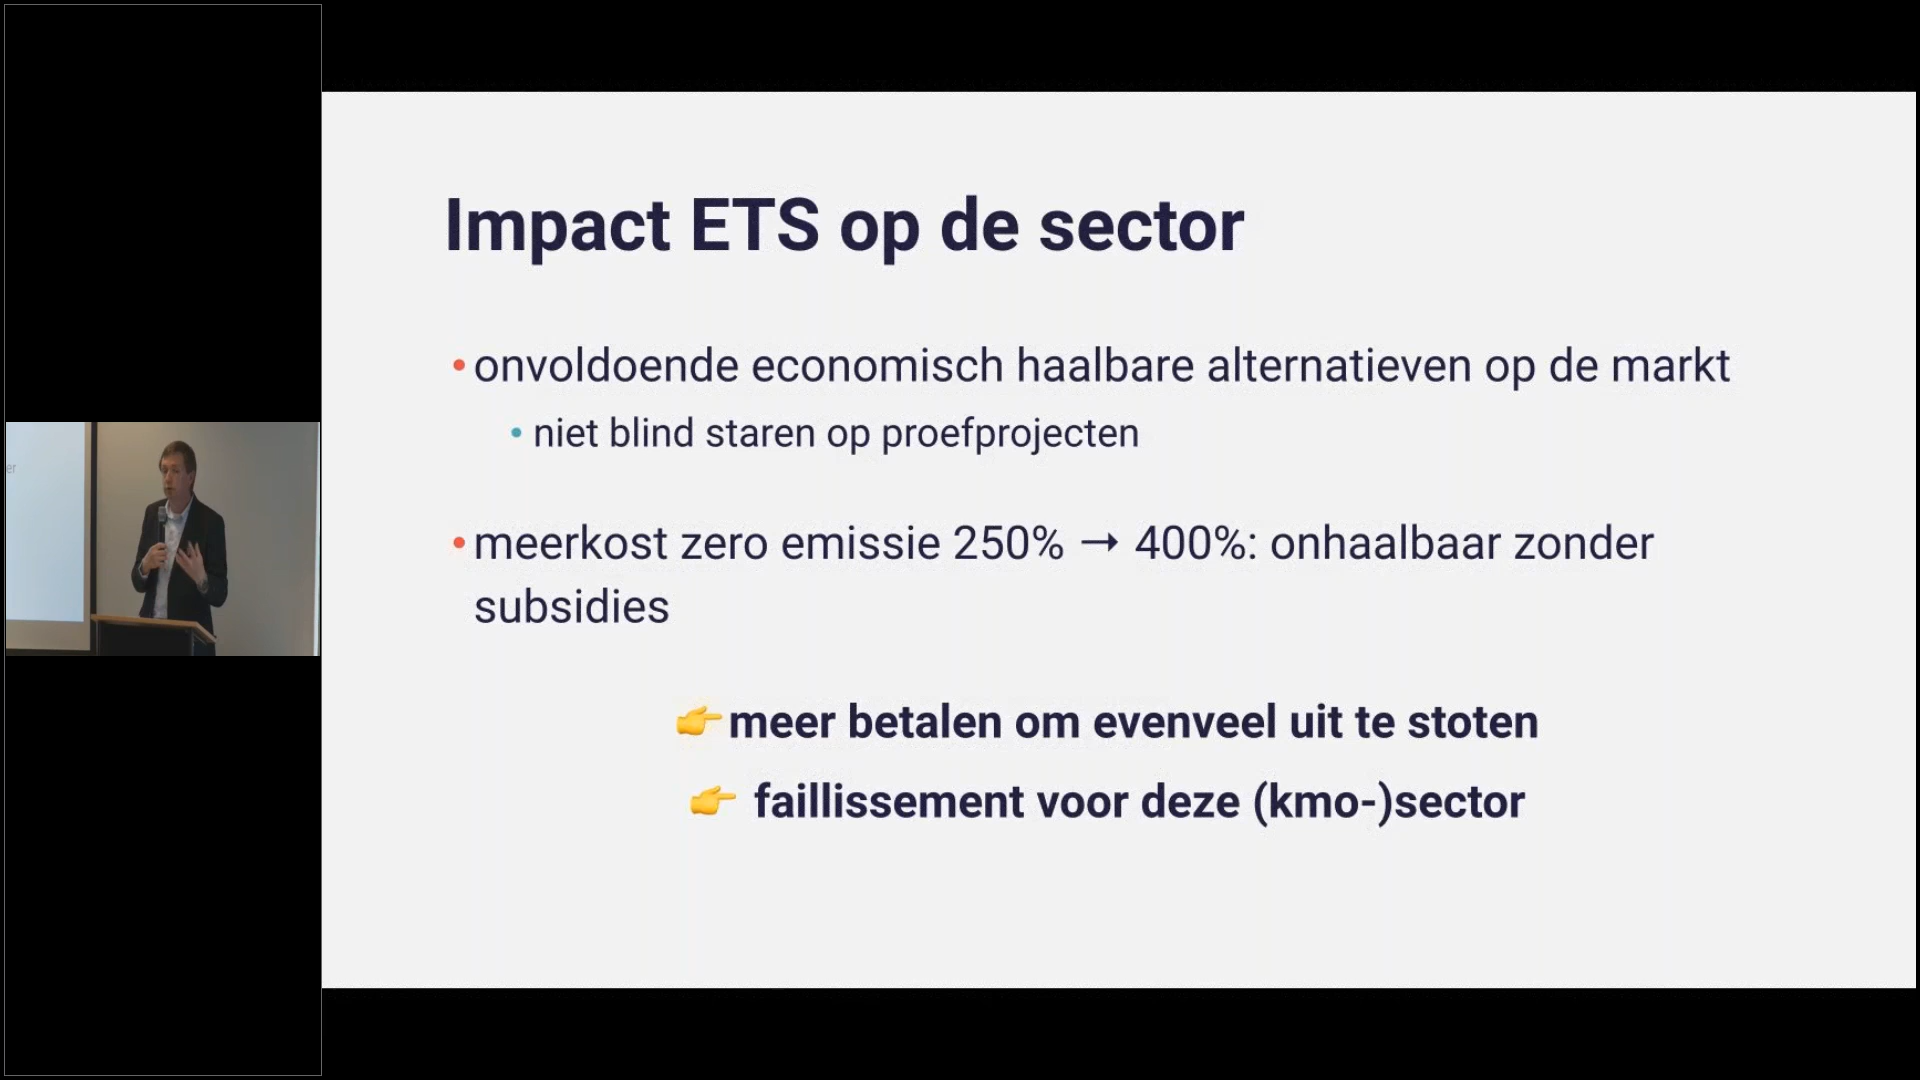 Impact ETS op de sector
• onvoldoende economisch haalbare alternatieven op de markt
• niet blind staren op proefprojecten
• meerkost zero emissie 250% → 400%: onhaalbaar zonder
subsidies
👉 meer betalen om evenveel uit te stoten
👉 faillissement voor deze (kmo-)sector
er